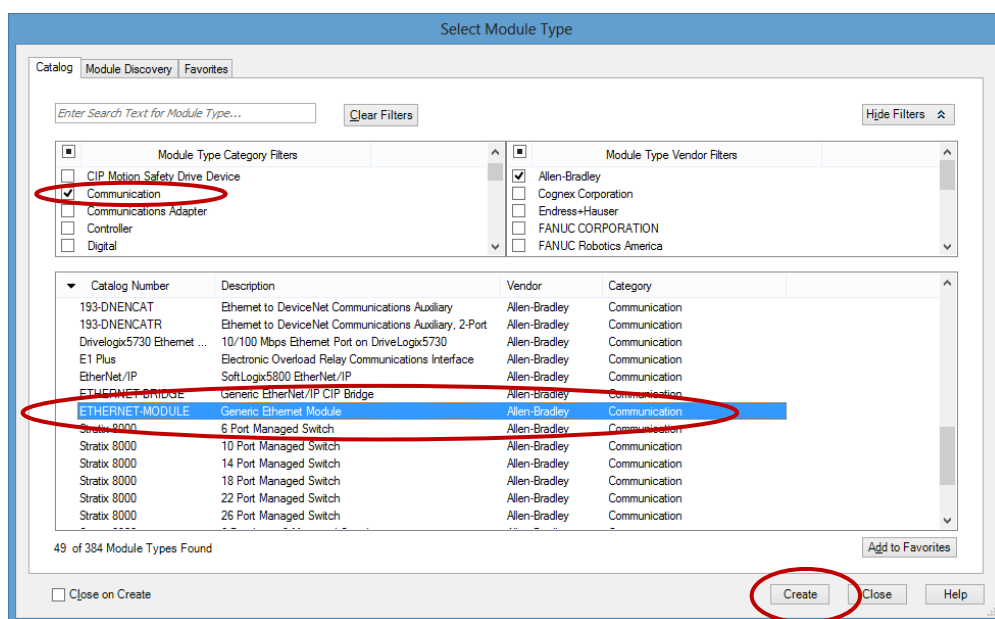 Select Module Type
Catalog Module Discovery Favorites
Enter Search Text for Module Type...
Clear Filters
Hide Filters
Module Type Category Filters
CIP Motion Safety Drive Device
Communication
Communications Adapter
Controller
Digital
Module Type Vendor Filters
Allen-Bradley
Cognex Corporation
Endress+Hauser
FANUC CORPORATION
FANUC Robotics America
Catalog Number Description Vendor Category
193-DNENCAT Ethernet to DeviceNet Communications Auxiliary Allen-Bradley Communication
193-DNENCATR Ethernet to DeviceNet Communications Auxiliary, 2-Port Allen-Bradley Communication
Drivelogix5730 Ethernet ... 10/100 Mbps Ethernet Port on DriveLogix5730 Allen-Bradley Communication
E1 Plus Electronic Overload Relay Communications Interface Allen-Bradley Communication
EtherNet/IP SoftLogix5800 EtherNet/IP Allen-Bradley Communication
ETHERNET-BRIDGE Generic EtherNet/IP CIP Bridge Allen-Bradley Communication
ETHERNET-MODULE Generic Ethernet Module Allen-Bradley Communication
Stratix 8000 6 Port Managed Switch Allen-Bradley Communication
Stratix 8000 10 Port Managed Switch Allen-Bradley Communication
Stratix 8000 14 Port Managed Switch Allen-Bradley Communication
Stratix 8000 18 Port Managed Switch Allen-Bradley Communication
Stratix 8000 22 Port Managed Switch Allen-Bradley Communication
Stratix 8000 26 Port Managed Switch Allen-Bradley Communication
49 of 384 Module Types Found
Add to Favorites
Close on Create
Create Close Help